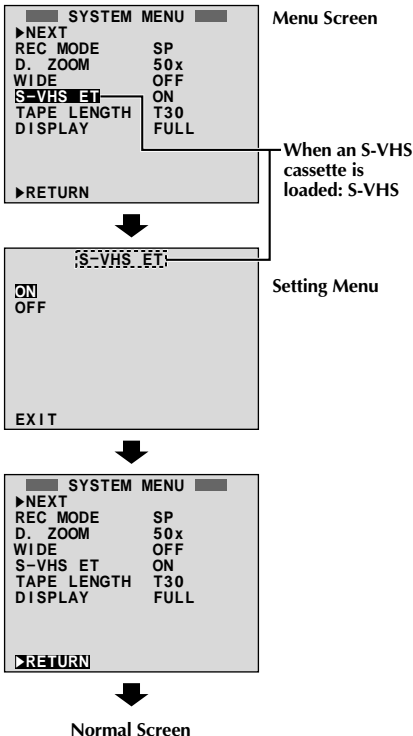 SYSTEM MENU
Menu Screen
▶NEXT
REC MODE SP
D. ZOOM 50x
WIDE OFF
S–VHS ET ON
TAPE LENGTH T30
DISPLAY FULL
▶RETURN
When an S-VHS
cassette is
loaded: S-VHS
S–VHS ET
Setting Menu
ON
OFF
EXIT
SYSTEM MENU
▶NEXT
REC MODE SP
D. ZOOM 50x
WIDE OFF
S–VHS ET ON
TAPE LENGTH T30
DISPLAY FULL
▶RETURN
Normal Screen